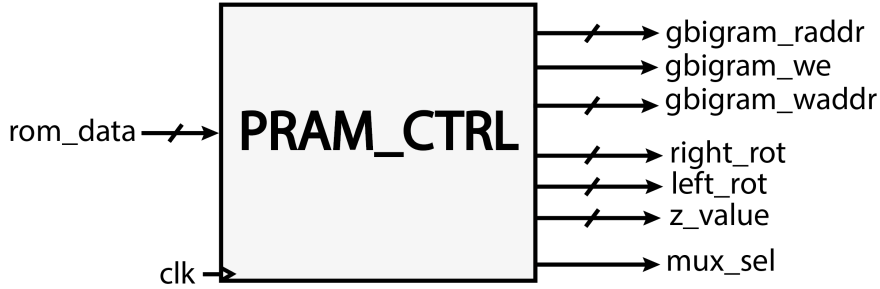 gbigram_raddr
gbigram_we
gbigram_waddr
rom_data
PRAM_CTRL
right_rot
left_rot
z_value
mux_sel
clk